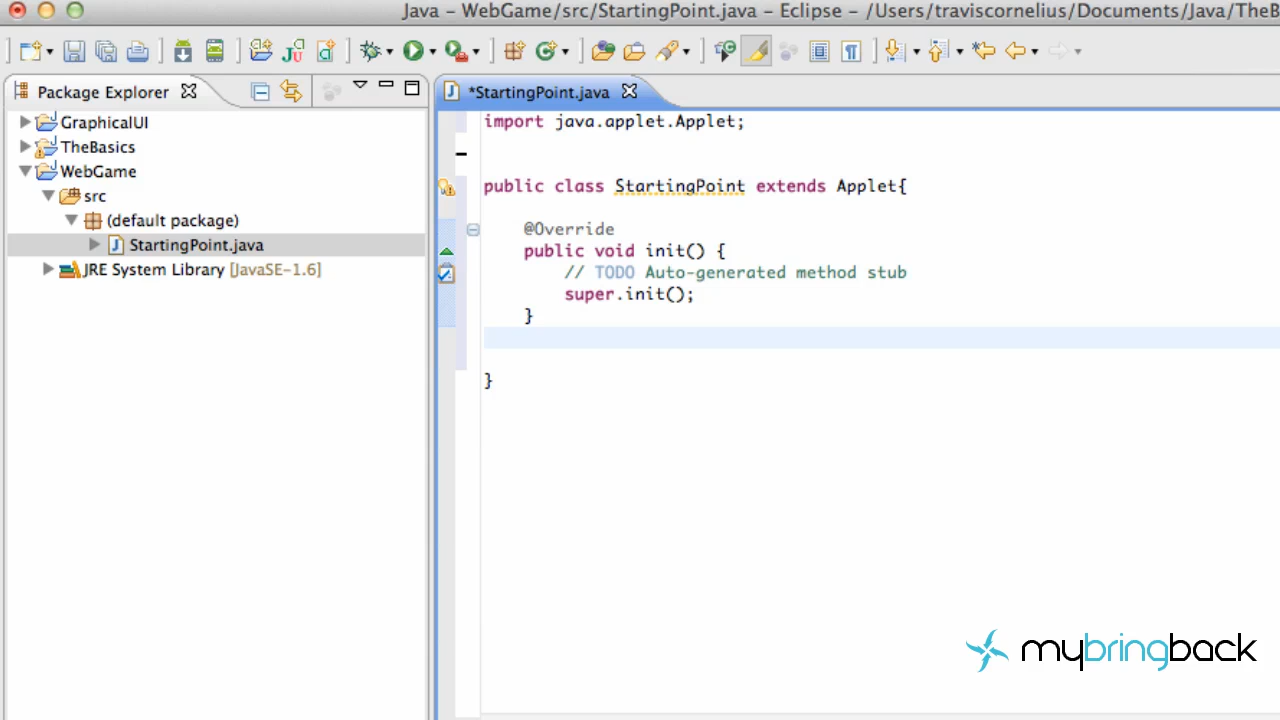 Java – WebGame/src/StartingPoint.java – Eclipse – /Users/traviscornelius/Documents/Java/TheB
Package Explorer
*StartingPoint.java
GraphicalUI
TheBasics
WebGame
src
(default package)
StartingPoint.java
JRE System Library [JavaSE-1.6]
import java.applet.Applet;
public class StartingPoint extends Applet{
@Override
public void init() {
// TODO Auto-generated method stub
super.init();
}
}
mybringback